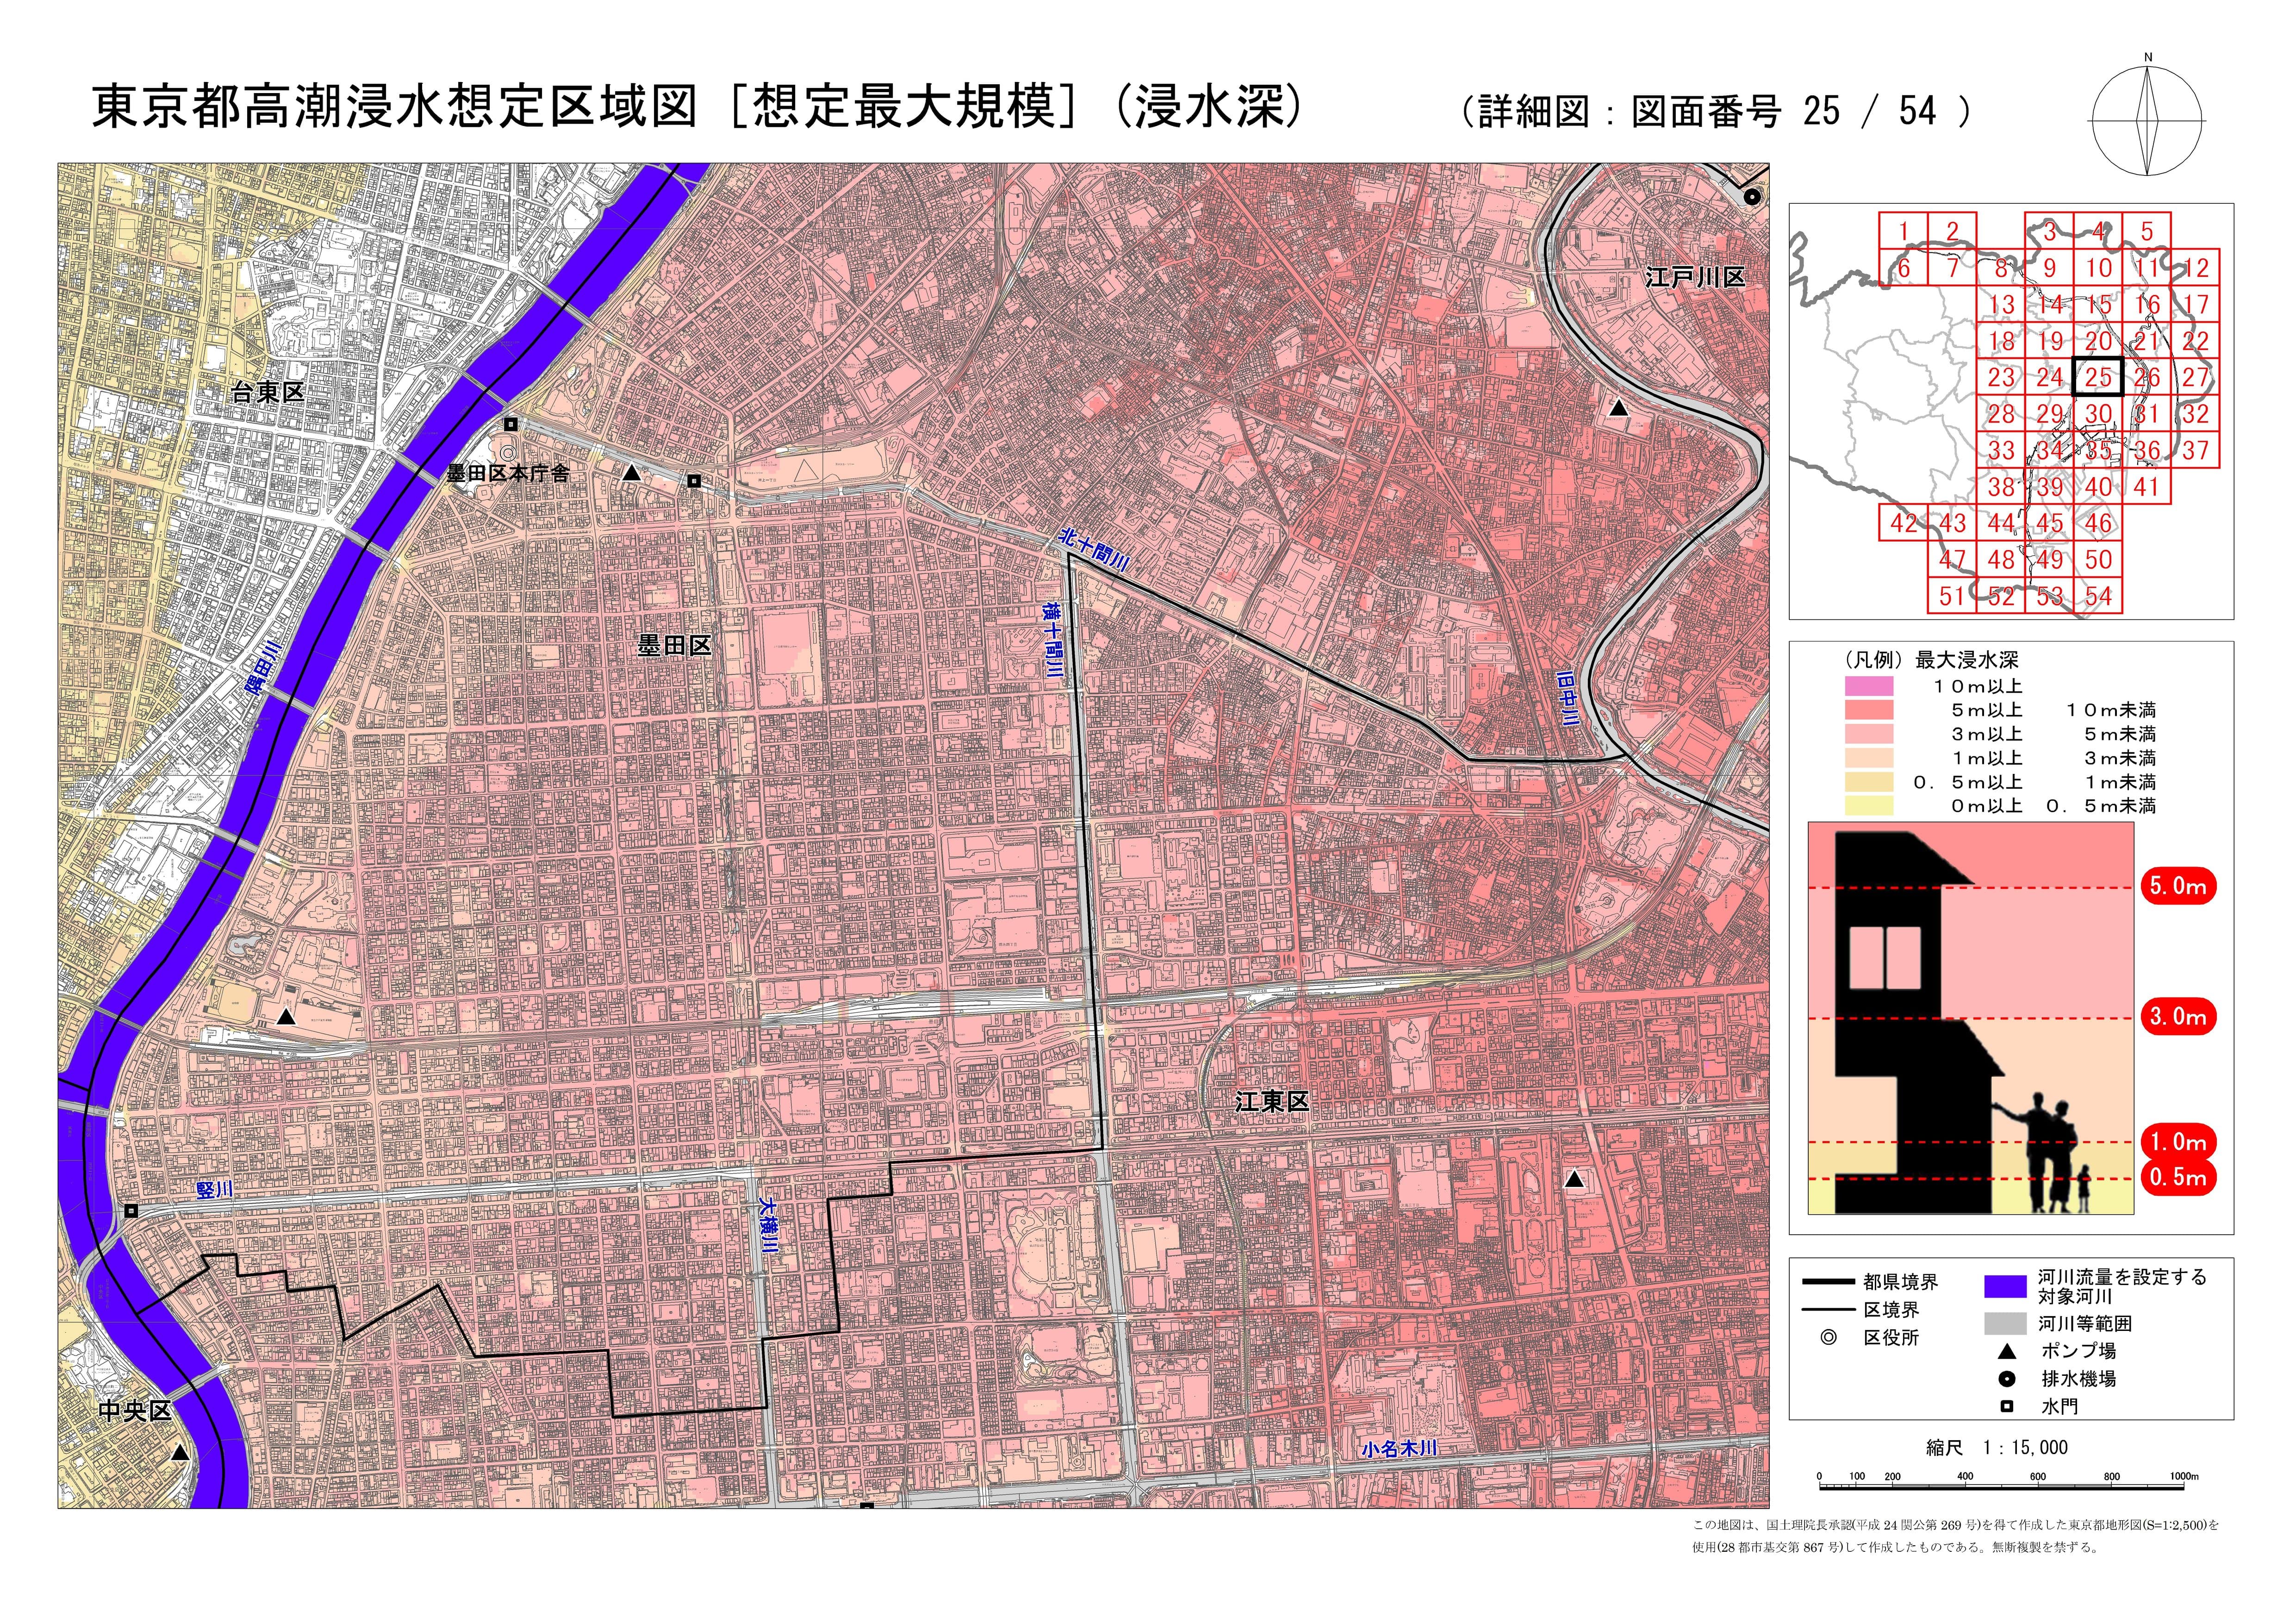 東京都高潮浸水想定区域図［想定最大規模］（浸水深）
（詳細図：図面番号 25 / 54 ）
N
江戸川区
台東区
墨田区本庁舎
北十間川
横十間川
墨田区
隅田川
旧中川
江東区
竪川
大横川
中央区
小名木川
1 2 3 4 5
6 7 8 9 10 11 12
13 14 15 16 17
18 19 20 21 22
23 24 25 26 27
28 29 30 31 32
33 34 35 36 37
38 39 40 41
42 43 44 45 46
47 48 49 50
51 52 53 54
（凡例）最大浸水深
１０ｍ以上
５ｍ以上 １０ｍ未満
３ｍ以上 ５ｍ未満
１ｍ以上 ３ｍ未満
０．５ｍ以上 １ｍ未満
０ｍ以上 ０．５ｍ未満
5.0m
3.0m
1.0m
0.5m
都県境界
区境界
区役所
河川流量を設定する
対象河川
河川等範囲
ポンプ場
排水機場
水門
縮尺 1：15,000
0 100 200 400 600 800 1000m
この地図は、国土地理院長承認(平成 24 関公第 269 号)を得て作成した東京都地形図(S=1:2,500)を
使用(28 都市基交第 867 号)して作成したものである。無断複製を禁ずる。